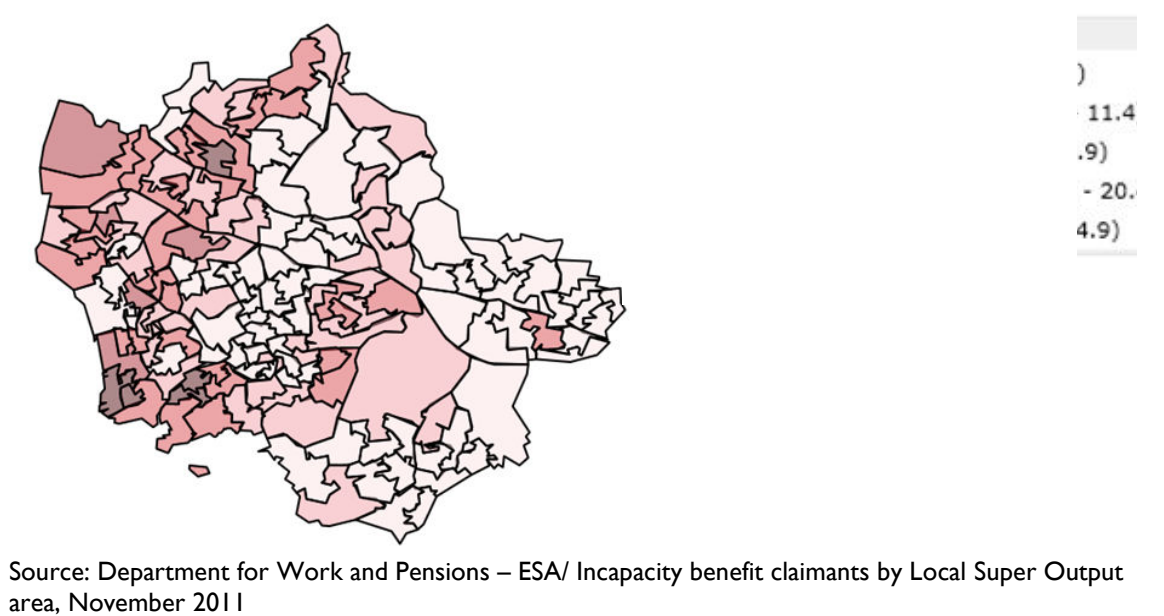 )
- 11.4
.9)
- 20.
4.9)
Source: Department for Work and Pensions – ESA/ Incapacity benefit claimants by Local Super Output
area, November 2011